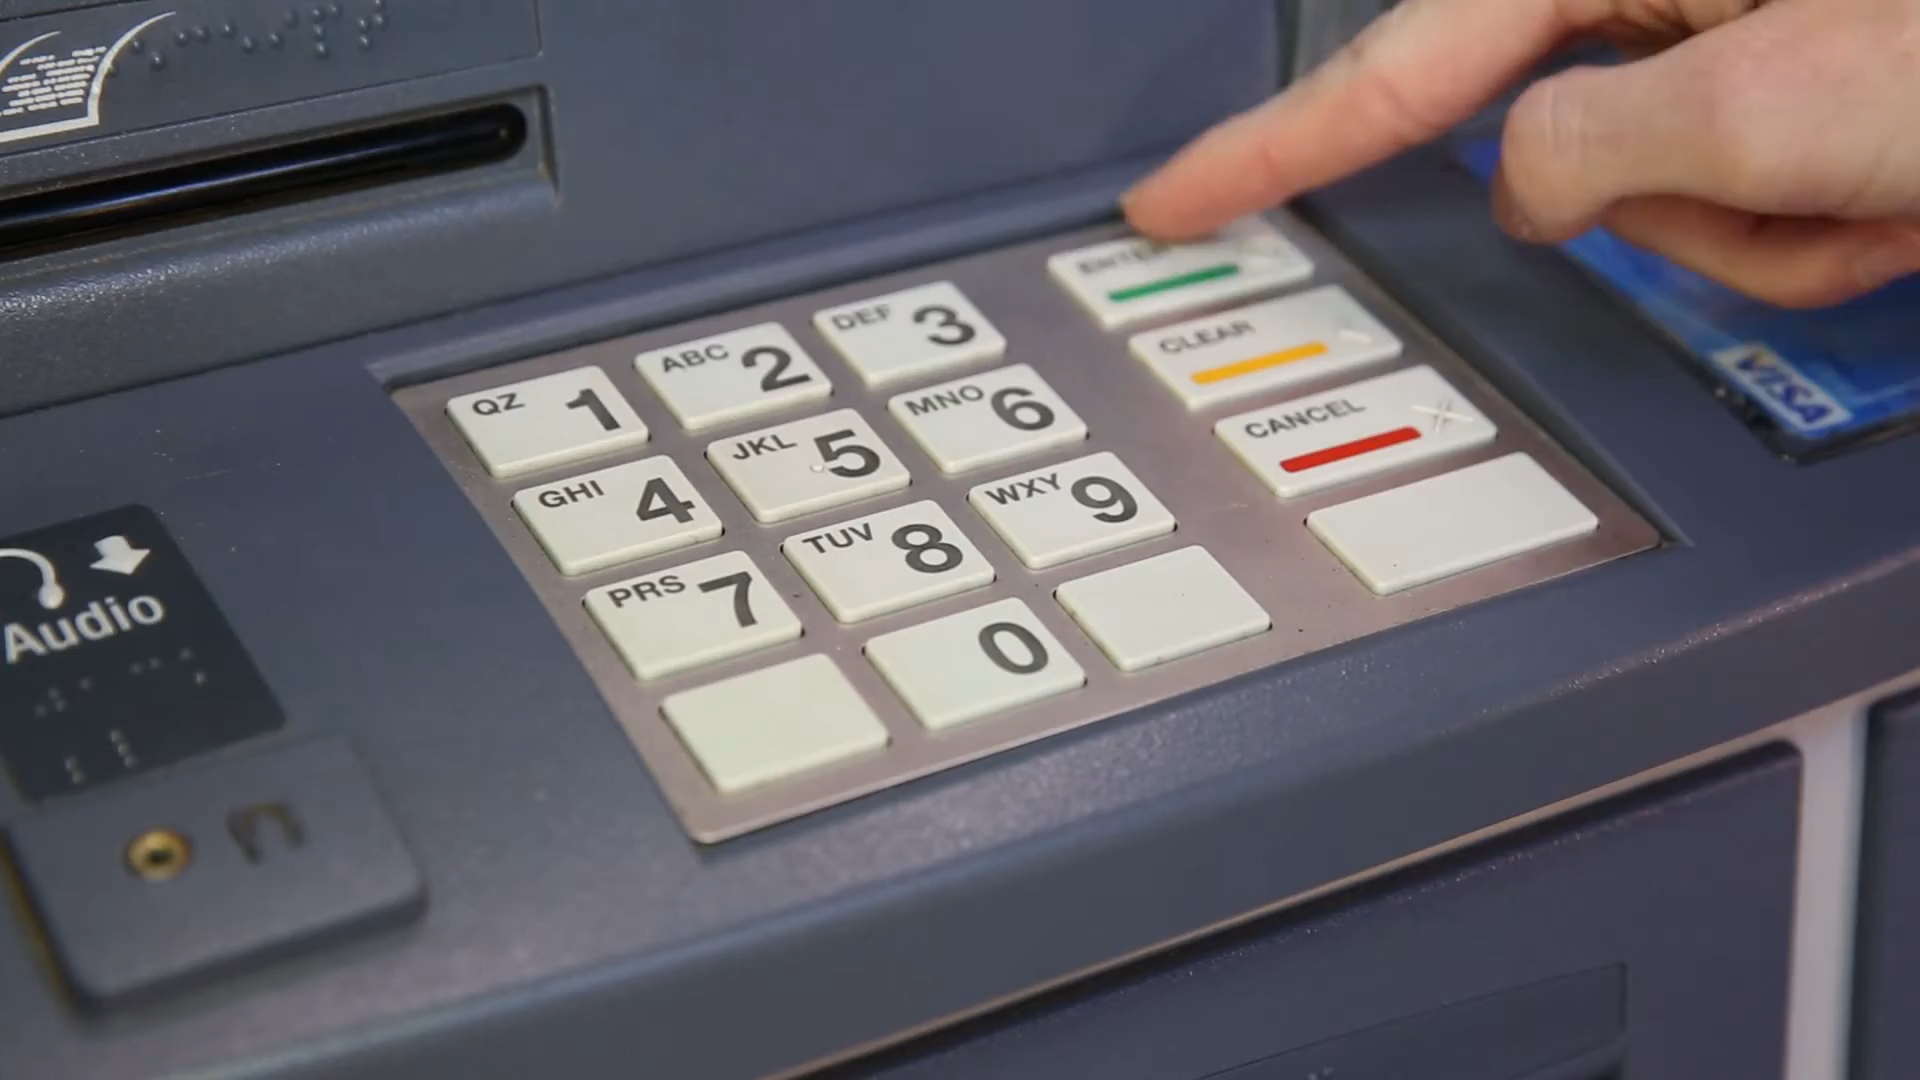 QZ 1
ABC 2
DEF 3
ENTER
GHI 4
JKL 5
MNO 6
CLEAR
PRS 7
TUV 8
WXY 9
CANCEL
0
Audio
VISA